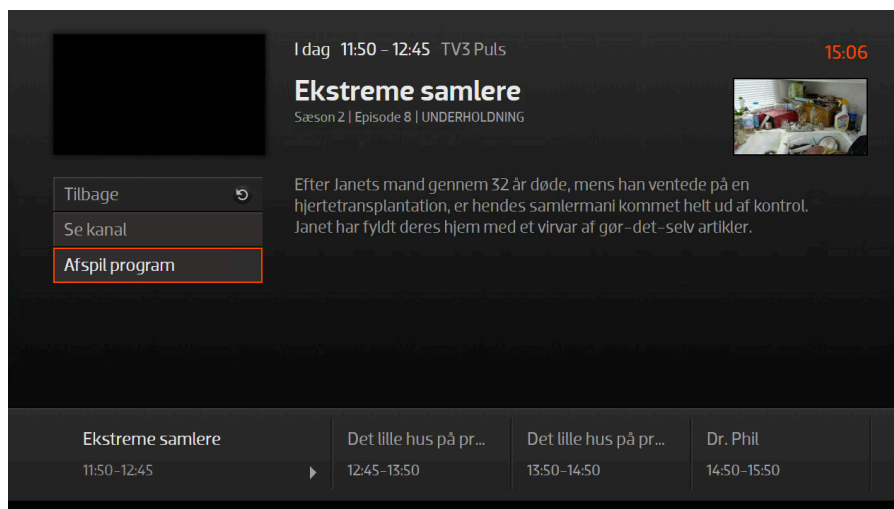 I dag 11:50 - 12:45 TV3 Puls
15:06
Ekstreme samlere
Sæson 2 | Episode 8 | UNDERHOLDNING
Efter Janets mand gennem 32 år døde, mens han ventede på en
hjertetransplantation, er hendes samlermani kommet helt ud af kontrol.
Janet har fyldt deres hjem med et virvar af gør-det-selv artikler.
Tilbage
Se kanal
Afspil program
Ekstreme samlere
11:50-12:45
Det lille hus på pr...
12:45-13:50
Det lille hus på pr...
13:50-14:50
Dr. Phil
14:50-15:50